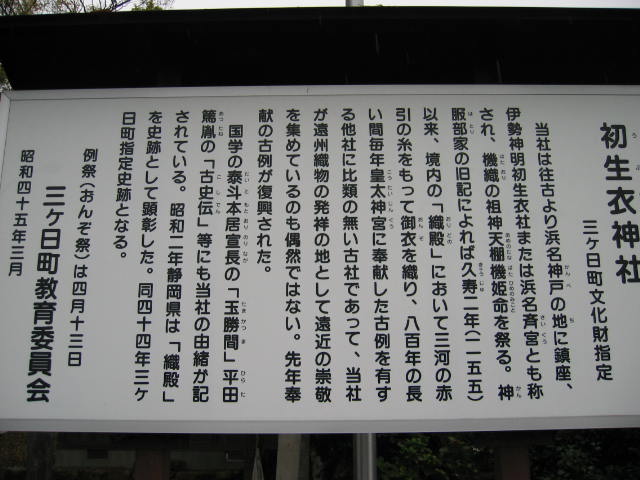 初生衣神社
三ヶ日町文化財指定
当社は往古より浜名神戸の地に鎮座、
伊勢神明初生衣社または浜名斉宮とも称
され、機織の祖神天棚機姫命を祭る。神
服部家の旧記によれば久寿二年(一一五五)
以来、境内の「織殿」において三河の赤
引の糸をもって御衣を織り、八百年の長
い間毎年皇太神宮に奉献した古例を有す
る他社に比類の無い古社であって、当社
が遠州織物の発祥の地として遠近の崇敬
を集めているのも偶然ではない。先年奉
献の古例が復興された。
国学の泰斗本居宣長の「玉勝間」平田
篤胤の「古史伝」等にも当社の由緒が記
されている。昭和二年静岡県は「織殿」
を史跡として顕彰した。同四十四年三ヶ
日町指定史跡となる。
例祭(おんぞ祭)は四月十三日
三ヶ日町教育委員会
昭和四十五年三月